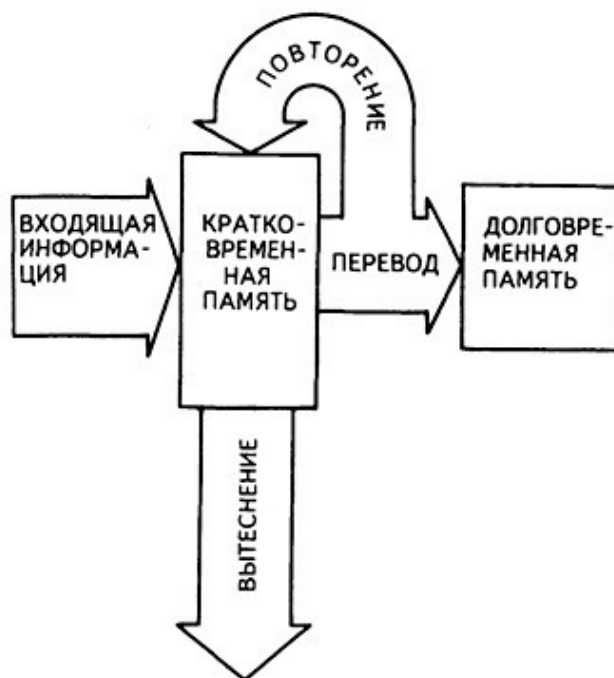 ПОВТОРЕНИЕ
ВХОДЯЩАЯ
ИНФОРМА-
ЦИЯ
КРАТКО-
ВРЕМЕН-
НАЯ
ПАМЯТЬ
ПЕРЕВОД
ДОЛГОВРЕ-
МЕННАЯ
ПАМЯТЬ
ВЫТЕСНЕНИЕ